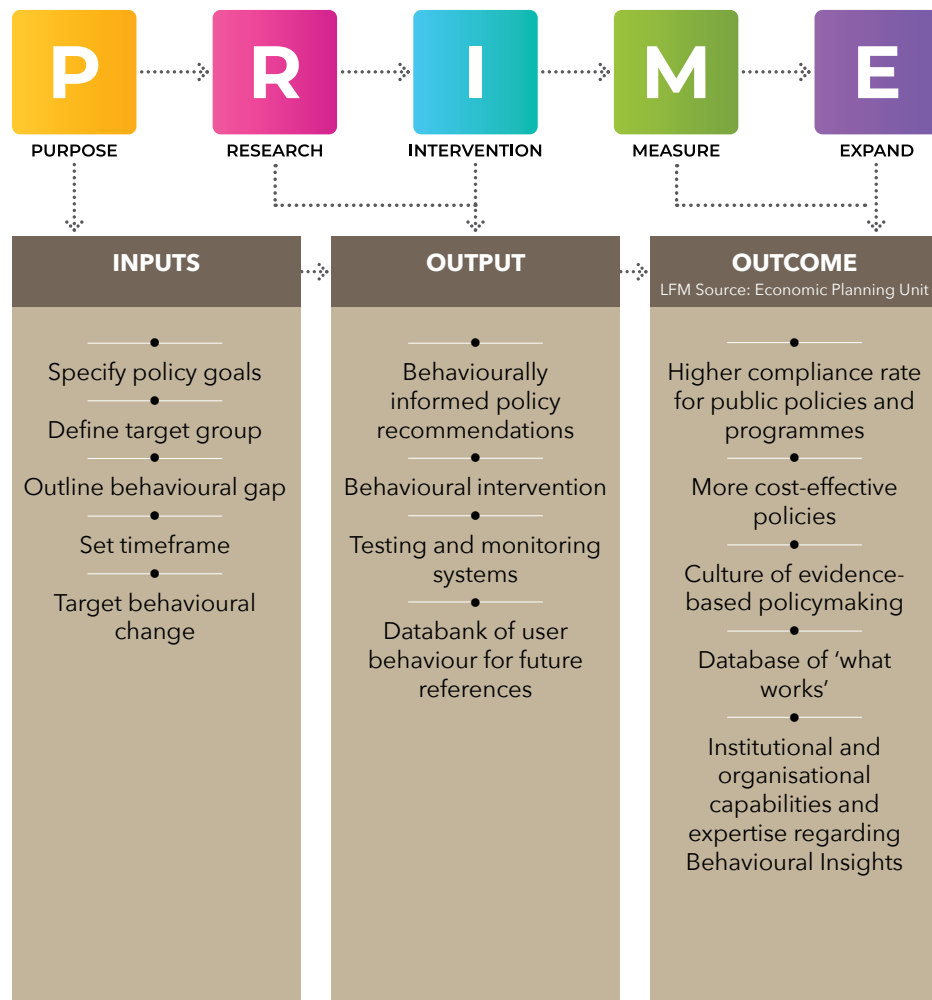 P
R
I
M
E
PURPOSE
RESEARCH
INTERVENTION
MEASURE
EXPAND
INPUTS
Specify policy goals
Define target group
Outline behavioural gap
Set timeframe
Target behavioural
change
OUTPUT
Behaviourally
informed policy
recommendations
Behavioural intervention
Testing and monitoring
systems
Databank of user
behaviour for future
references
OUTCOME
LFM Source: Economic Planning Unit
Higher compliance rate
for public policies and
programmes
More cost-effective
policies
Culture of evidence-
based policymaking
Database of ‘what
works’
Institutional and
organisational
capabilities and
expertise regarding
Behavioural Insights